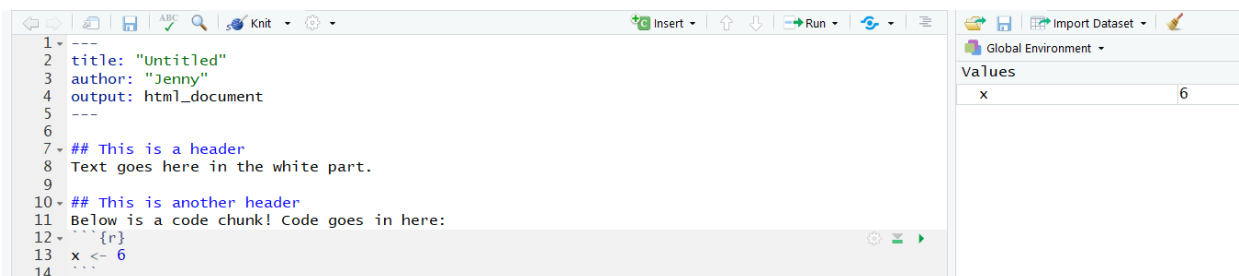 ABC Knit Insert Run Import Dataset
1 ---
2 title: "Untitled"
3 author: "Jenny"
4 output: html_document
5 ---
6
7 ## This is a header
8 Text goes here in the white part.
9
10 ## This is another header
11 Below is a code chunk! Code goes in here:
12 ```{r}
13 x <- 6
14 ```
Global Environment
Values
x 6